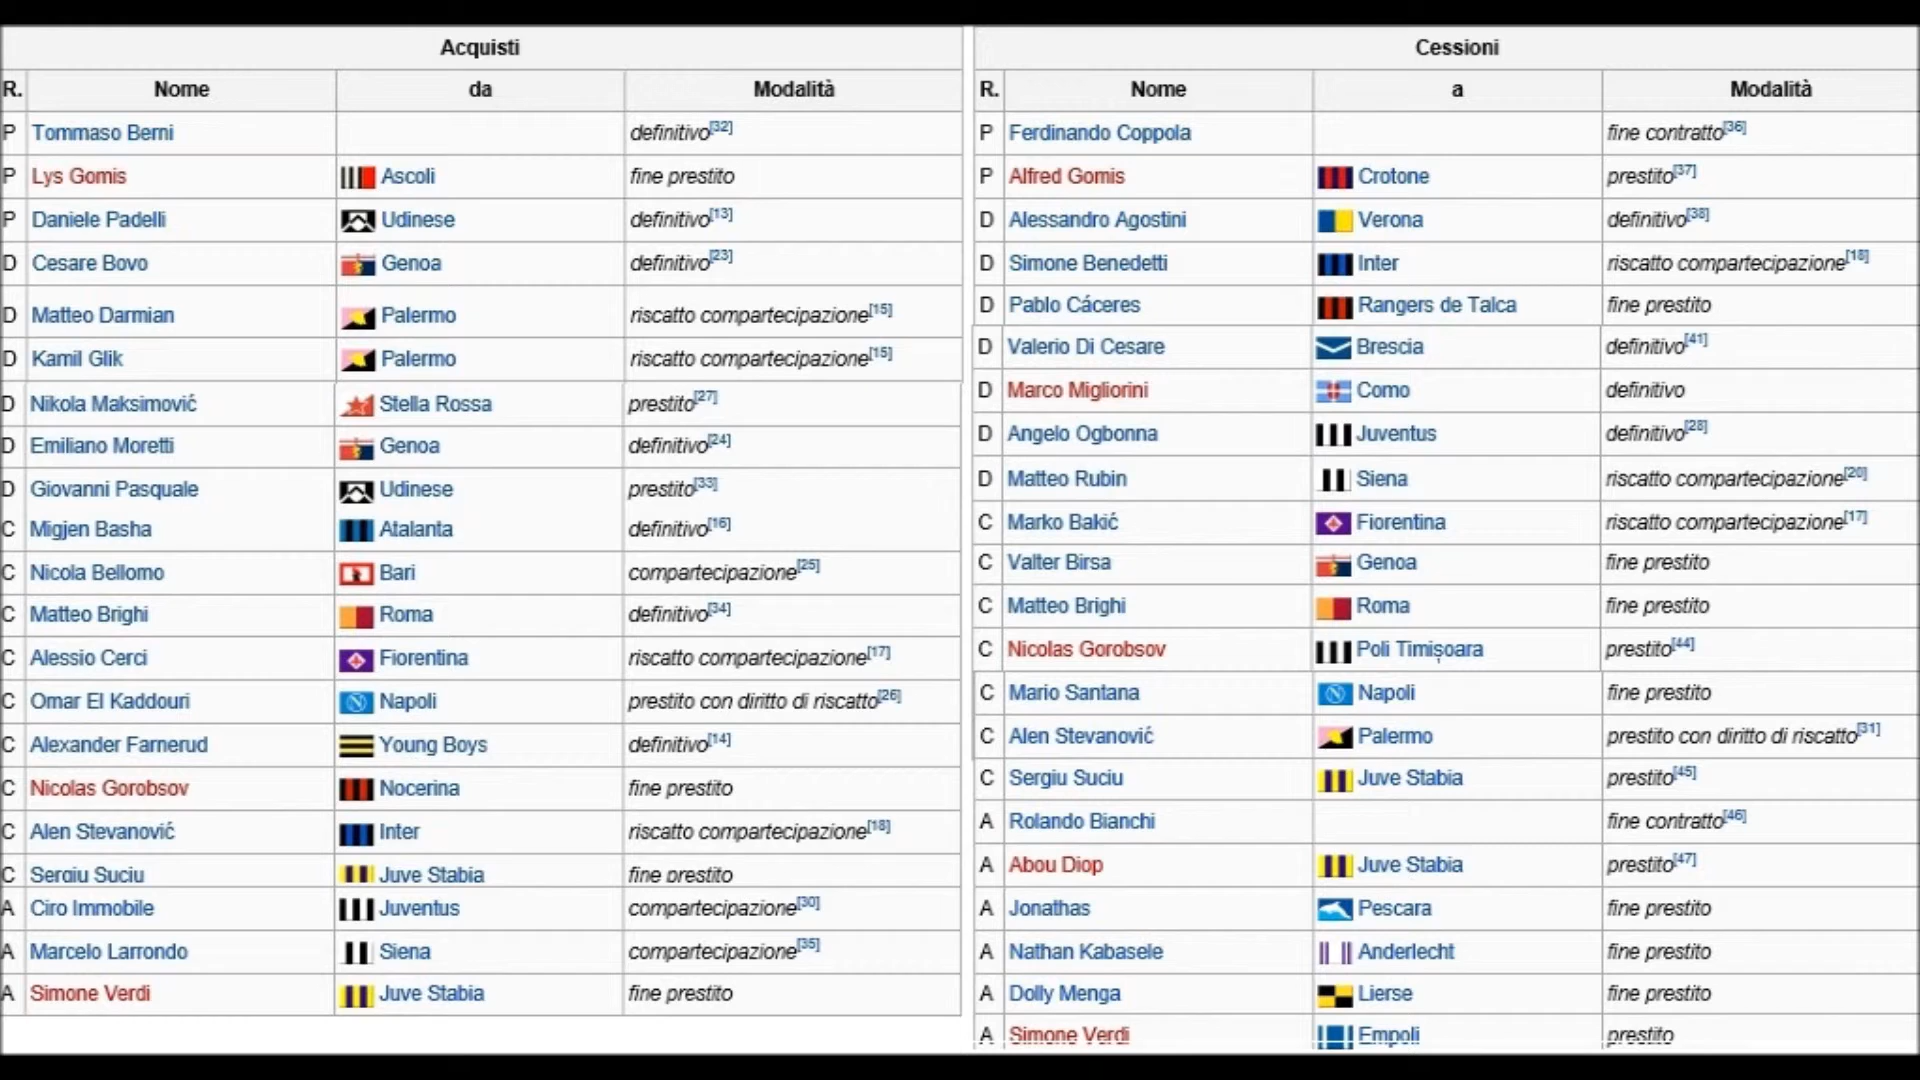 Acquisti
R. Nome da Modalità
P Tommaso Berni definitivo[32]
P Lys Gomis Ascoli fine prestito
P Daniele Padelli Udinese definitivo[13]
D Cesare Bovo Genoa definitivo[23]
D Matteo Darmian Palermo riscatto compartecipazione[15]
D Kamil Glik Palermo riscatto compartecipazione[15]
D Nikola Maksimović Stella Rossa prestito[27]
D Emiliano Moretti Genoa definitivo[24]
D Giovanni Pasquale Udinese prestito[33]
C Migjen Basha Atalanta definitivo[16]
C Nicola Bellomo Bari compartecipazione[25]
C Matteo Brighi Roma definitivo[34]
C Alessio Cerci Fiorentina riscatto compartecipazione[17]
C Omar El Kaddouri Napoli prestito con diritto di riscatto[26]
C Alexander Farnerud Young Boys definitivo[14]
C Nicolas Gorobsov Nocerina fine prestito
C Alen Stevanović Inter riscatto compartecipazione[18]
C Sergiu Suciu Juve Stabia fine prestito
A Ciro Immobile Juventus compartecipazione[30]
A Marcelo Larrondo Siena compartecipazione[35]
A Simone Verdi Juve Stabia fine prestito
Cessioni
R. Nome a Modalità
P Ferdinando Coppola fine contratto[36]
P Alfred Gomis Crotone prestito[37]
D Alessandro Agostini Verona definitivo[38]
D Simone Benedetti Inter riscatto compartecipazione[18]
D Pablo Cáceres Rangers de Talca fine prestito
D Valerio Di Cesare Brescia definitivo[41]
D Marco Migliorini Como definitivo
D Angelo Ogbonna Juventus definitivo[28]
D Matteo Rubin Siena riscatto compartecipazione[20]
C Marko Bakić Fiorentina riscatto compartecipazione[17]
C Valter Birsa Genoa fine prestito
C Matteo Brighi Roma fine prestito
C Nicolas Gorobsov Poli Timișoara prestito[44]
C Mario Santana Napoli fine prestito
C Alen Stevanović Palermo prestito con diritto di riscatto[31]
C Sergiu Suciu Juve Stabia prestito[45]
A Rolando Bianchi fine contratto[46]
A Abou Diop Juve Stabia prestito[47]
A Jonathas Pescara fine prestito
A Nathan Kabasele Anderlecht fine prestito
A Dolly Menga Lierse fine prestito
A Simone Verdi Empoli prestito